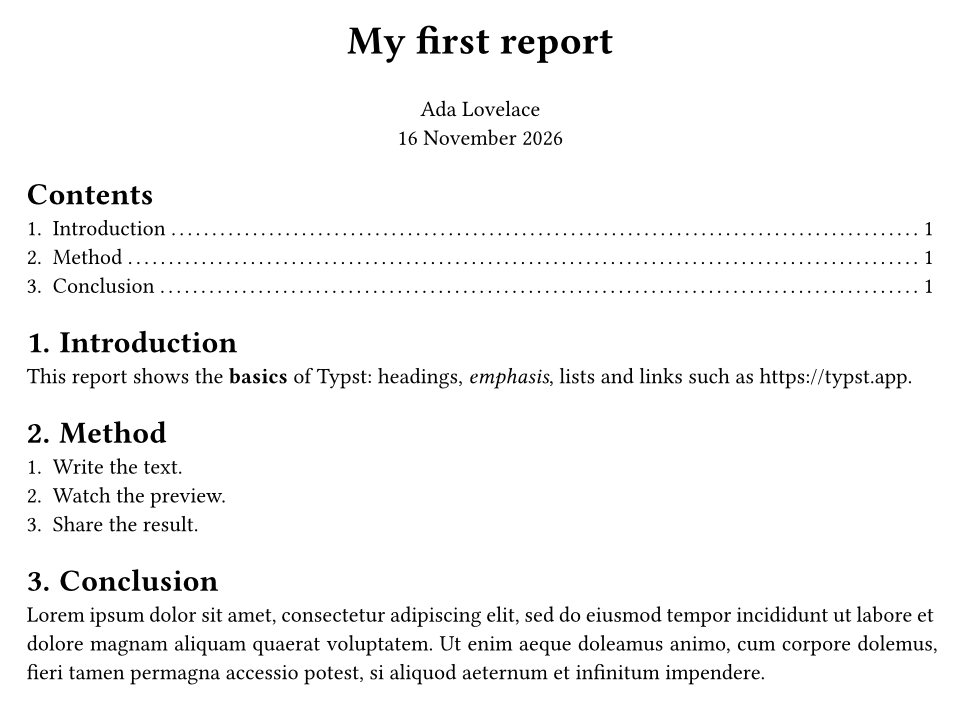 My first report
Ada Lovelace
16 November 2026
Contents
1. Introduction ........................................................................................................ 1
2. Method ........................................................................................................ 1
3. Conclusion ........................................................................................................ 1
1. Introduction
This report shows the basics of Typst: headings, emphasis, lists and links such as https://typst.app.
2. Method
1. Write the text.
2. Watch the preview.
3. Share the result.
3. Conclusion
Lorem ipsum dolor sit amet, consectetur adipiscing elit, sed do eiusmod tempor incididunt ut labore et
dolore magnam aliquam quaerat voluptatem. Ut enim aeque doleamus animo, cum corpore dolemus,
fieri tamen permagna accessio potest, si aliquod aeternum et infinitum impendere.